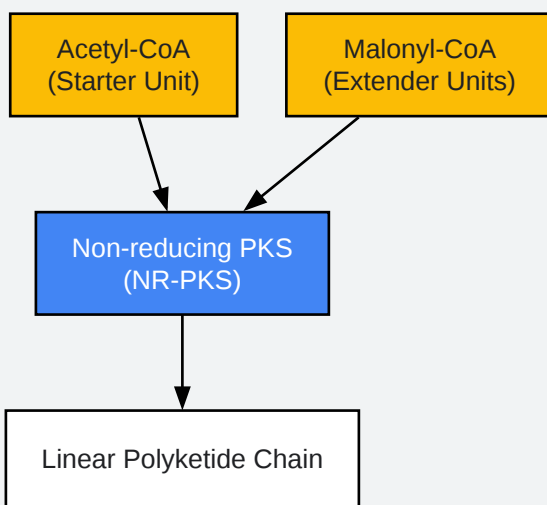 Acetyl-CoA
(Starter Unit)
Malonyl-CoA
(Extender Units)
Non-reducing PKS
(NR-PKS)
Linear Polyketide Chain